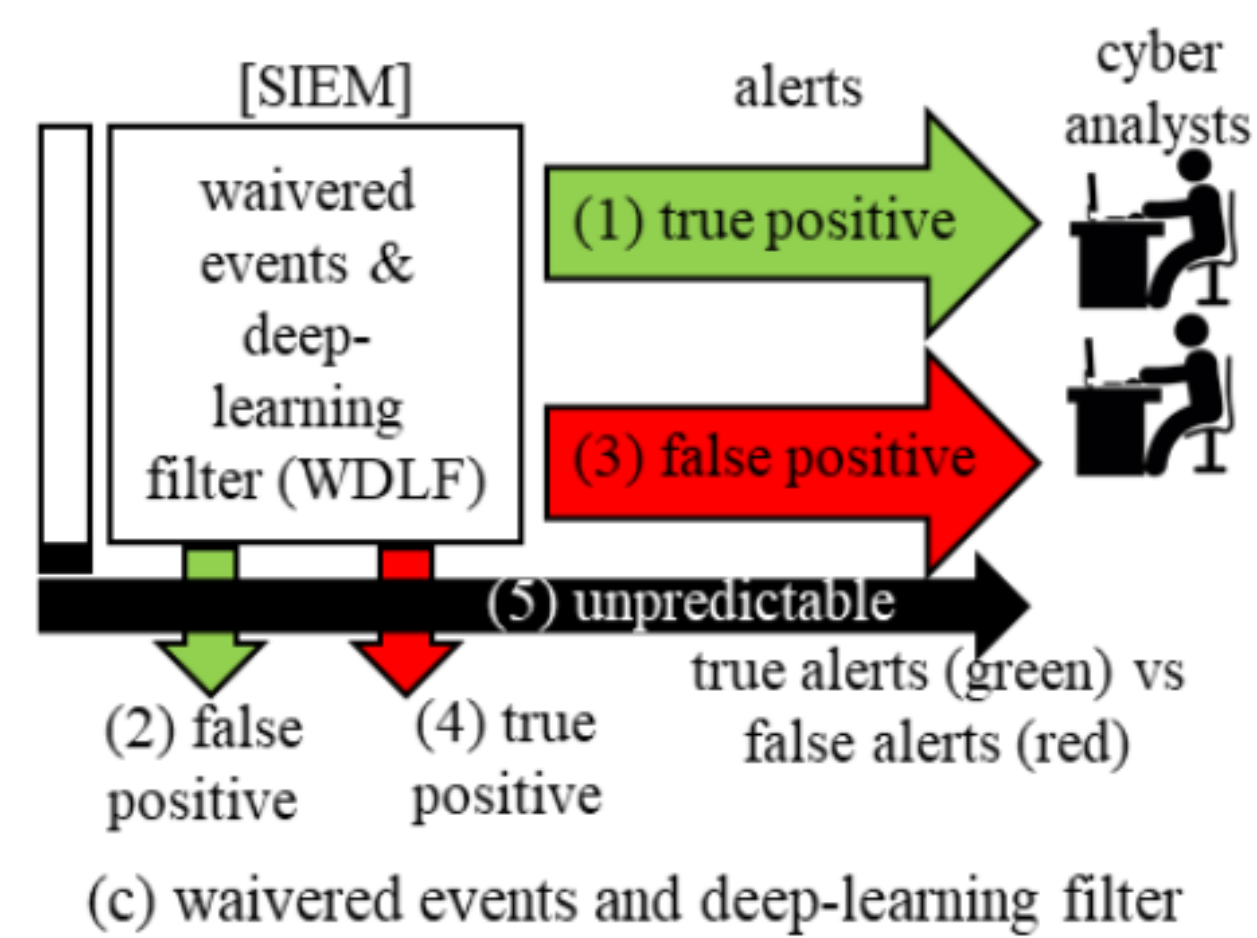 [SIEM]
waivered
events &
deep-
learning
filter (WDLF)
alerts
cyber
analysts
(1) true positive
(3) false positive
(5) unpredictable
(2) false
positive
(4) true
positive
true alerts (green) vs
false alerts (red)
(c) waivered events and deep-learning filter